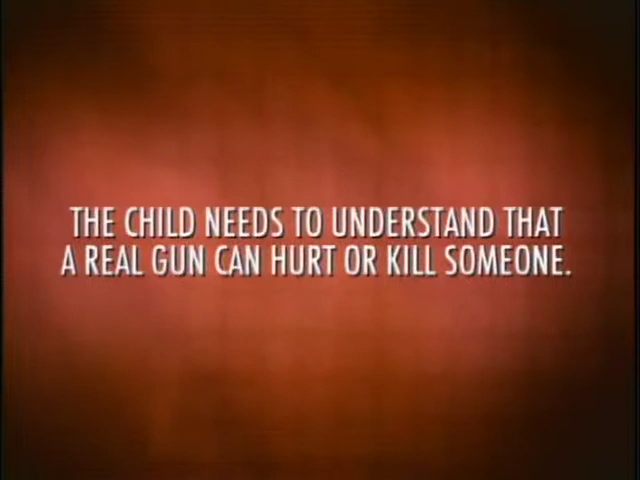 THE CHILD NEEDS TO UNDERSTAND THAT
A REAL GUN CAN HURT OR KILL SOMEONE.